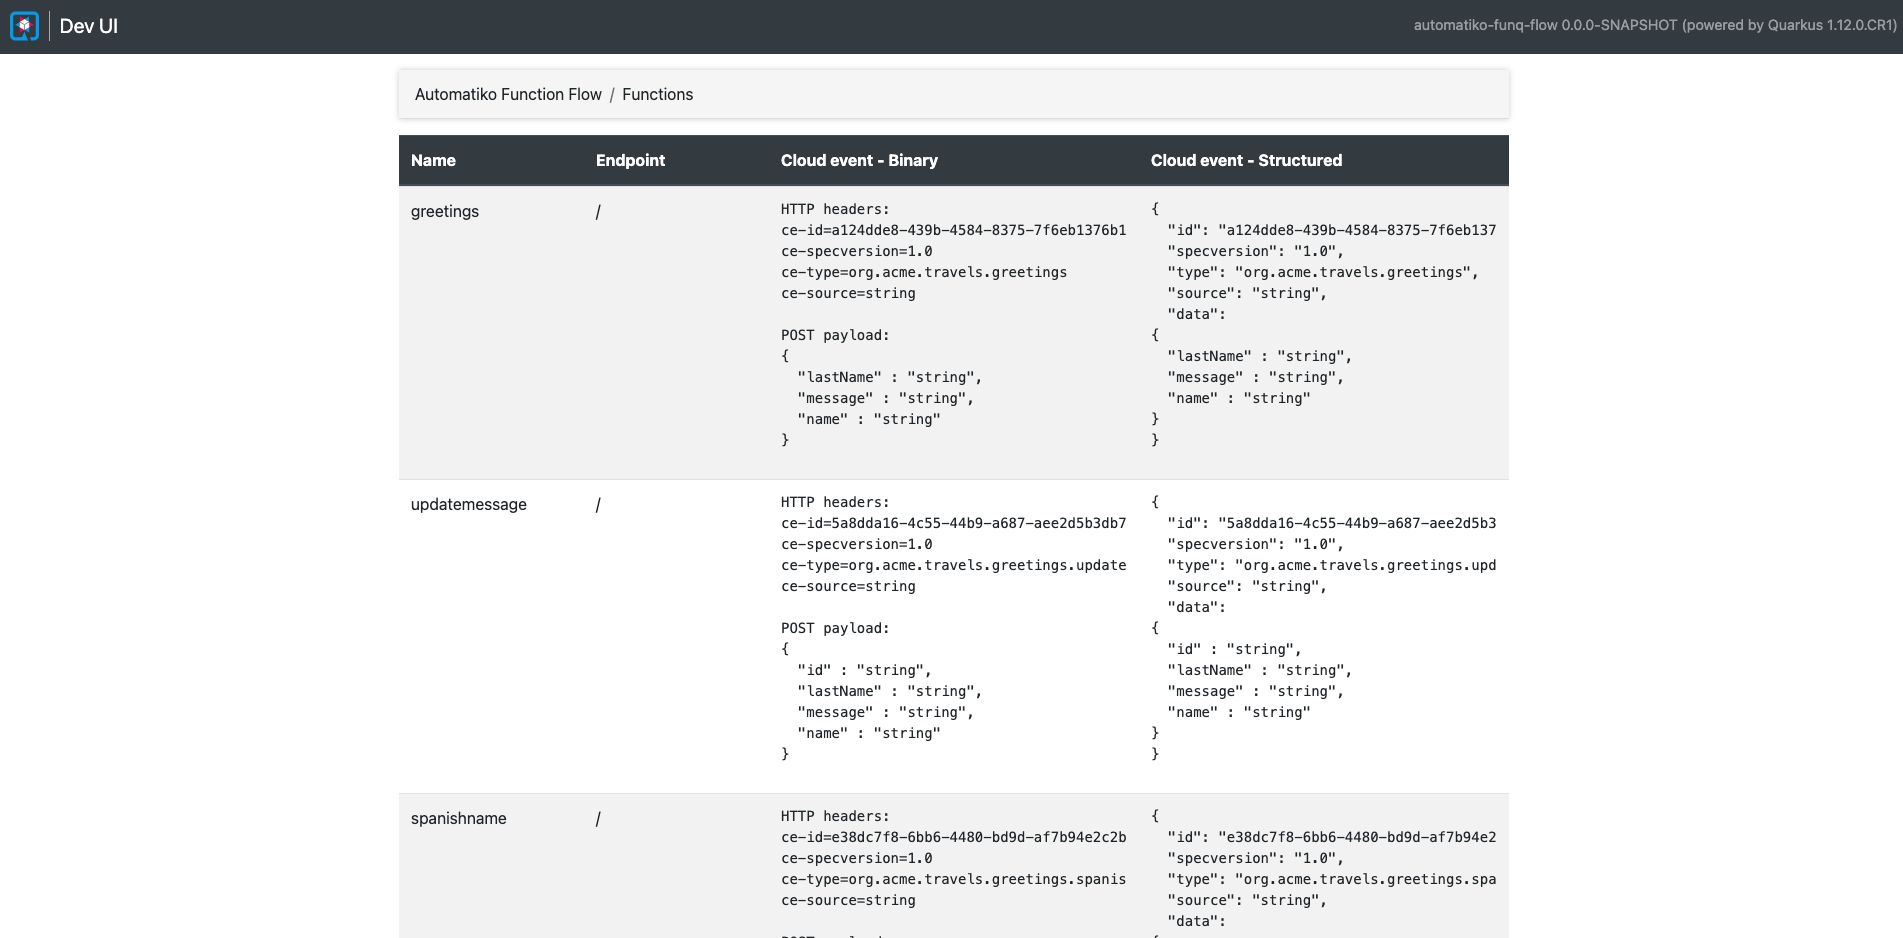 Dev UI
automatiko-funq-flow 0.0.0-SNAPSHOT (powered by Quarkus 1.12.0.CR1)
Automatiko Function Flow / Functions
Name Endpoint Cloud event - Binary Cloud event - Structured
greetings
/
HTTP headers:
ce-id=a124dde8-439b-4584-8375-7f6eb1376b1
ce-specversion=1.0
ce-type=org.acme.travels.greetings
ce-source=string
POST payload:
{
"lastName" : "string",
"message" : "string",
"name" : "string"
}
{
"id": "a124dde8-439b-4584-8375-7f6eb137
"specversion": "1.0",
"type": "org.acme.travels.greetings",
"source": "string",
"data":
{
"lastName" : "string",
"message" : "string",
"name" : "string"
}
}
updatemessage
/
HTTP headers:
ce-id=5a8dda16-4c55-44b9-a687-aee2d5b3db7
ce-specversion=1.0
ce-type=org.acme.travels.greetings.update
ce-source=string
POST payload:
{
"id" : "string",
"lastName" : "string",
"message" : "string",
"name" : "string"
}
{
"id": "5a8dda16-4c55-44b9-a687-aee2d5b3
"specversion": "1.0",
"type": "org.acme.travels.greetings.upd
"source": "string",
"data":
{
"id" : "string",
"lastName" : "string",
"message" : "string",
"name" : "string"
}
}
spanishname
/
HTTP headers:
ce-id=e38dc7f8-6bb6-4480-bd9d-af7b94e2c2b
ce-specversion=1.0
ce-type=org.acme.travels.greetings.spanis
ce-source=string
{
"id": "e38dc7f8-6bb6-4480-bd9d-af7b94e2
"specversion": "1.0",
"type": "org.acme.travels.greetings.spa
"source": "string",
"data":